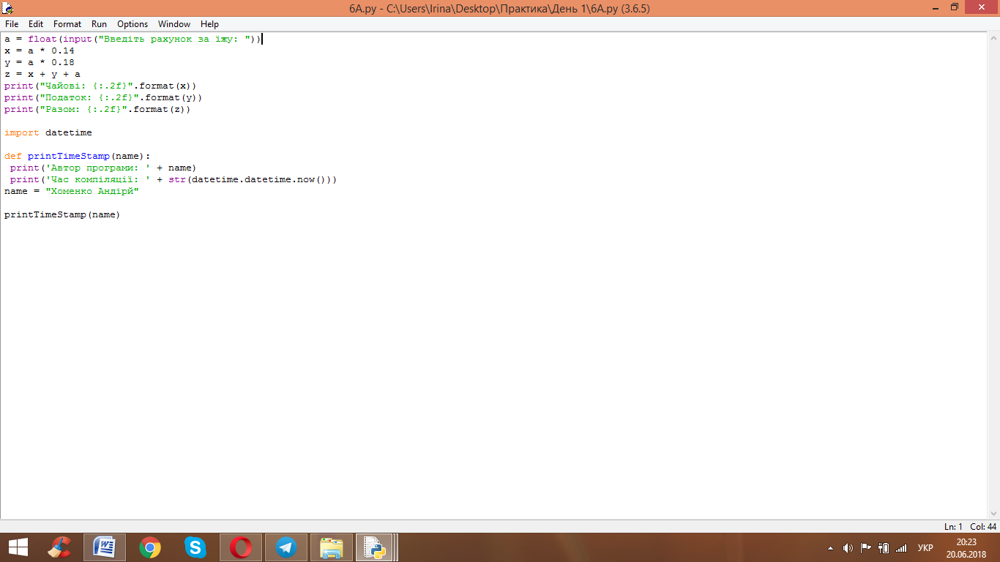 6A.py - C:\Users\Irina\Desktop\Практика\День 1\6A.py (3.6.5)
File Edit Format Run Options Window Help
a = float(input("Введіть рахунок за їжу: "))
x = a * 0.14
y = a * 0.18
z = x + y + a
print("Чайові: {:.2f}".format(x))
print("Податок: {:.2f}".format(y))
print("Разом: {:.2f}".format(z))
import datetime
def printTimeStamp(name):
print('Автор програми: ' + name)
print('Час компіляції: ' + str(datetime.datetime.now()))
name = "Хоменко Андірй"
printTimeStamp(name)
Ln: 1 Col: 44
УКР
20:23
20.06.2018